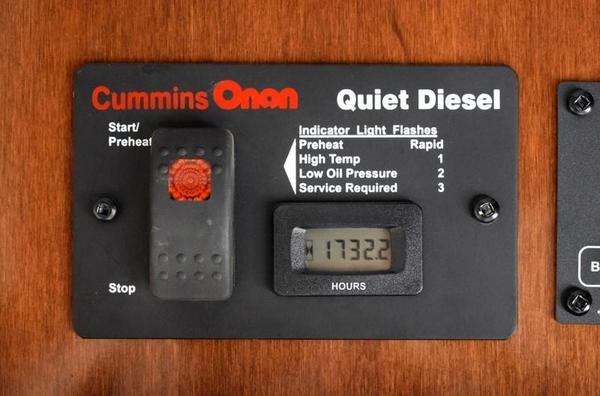 Cummins Onan
Quiet Diesel
Start/
Preheat
Indicator Light Flashes
Preheat Rapid
High Temp 1
Low Oil Pressure 2
Service Required 3
1732.2
HOURS
Stop
B